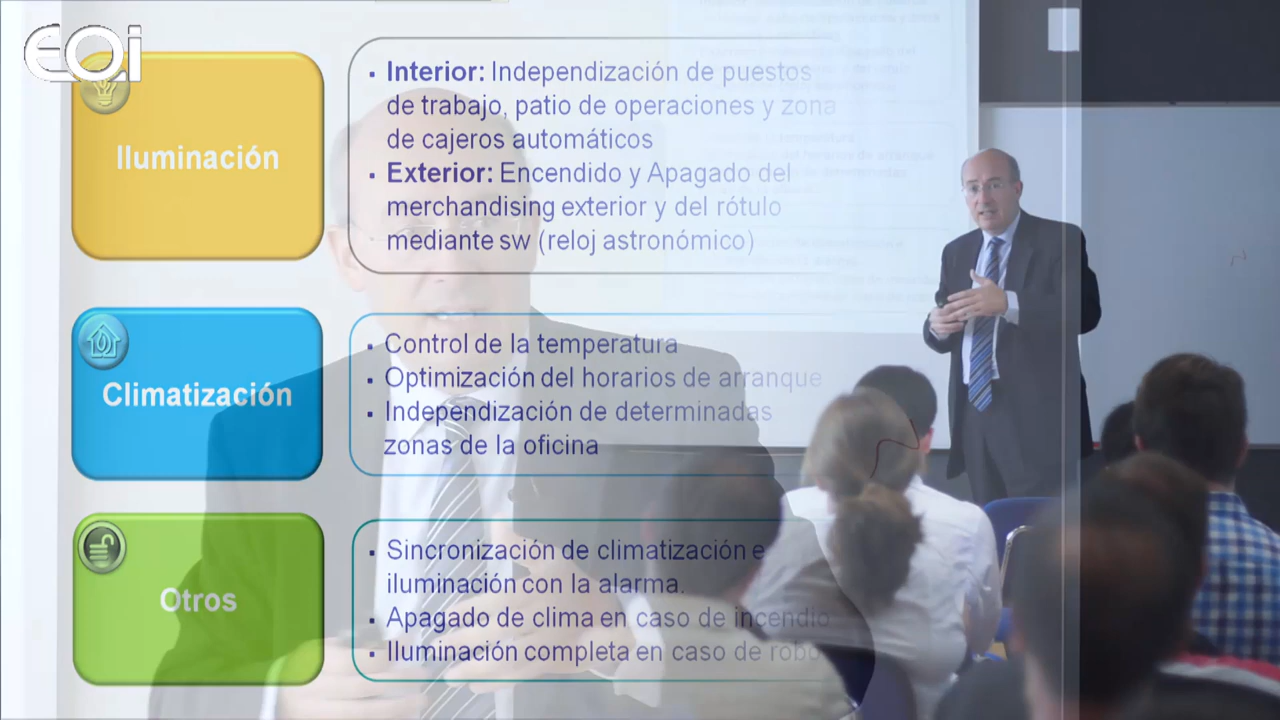 EOi
Iluminación
Interior: Independización de puestos
de trabajo, patio de operaciones y zona
de cajeros automáticos
Exterior: Encendido y Apagado del
merchandising exterior y del rótulo
mediante sw (reloj astronómico)
Climatización
Control de la temperatura
Optimización del horarios de arranque
Independización de determinadas
zonas de la oficina
Otros
Sincronización de climatización e
iluminación con la alarma.
Apagado de clima en caso de incendio
Iluminación completa en caso de robo